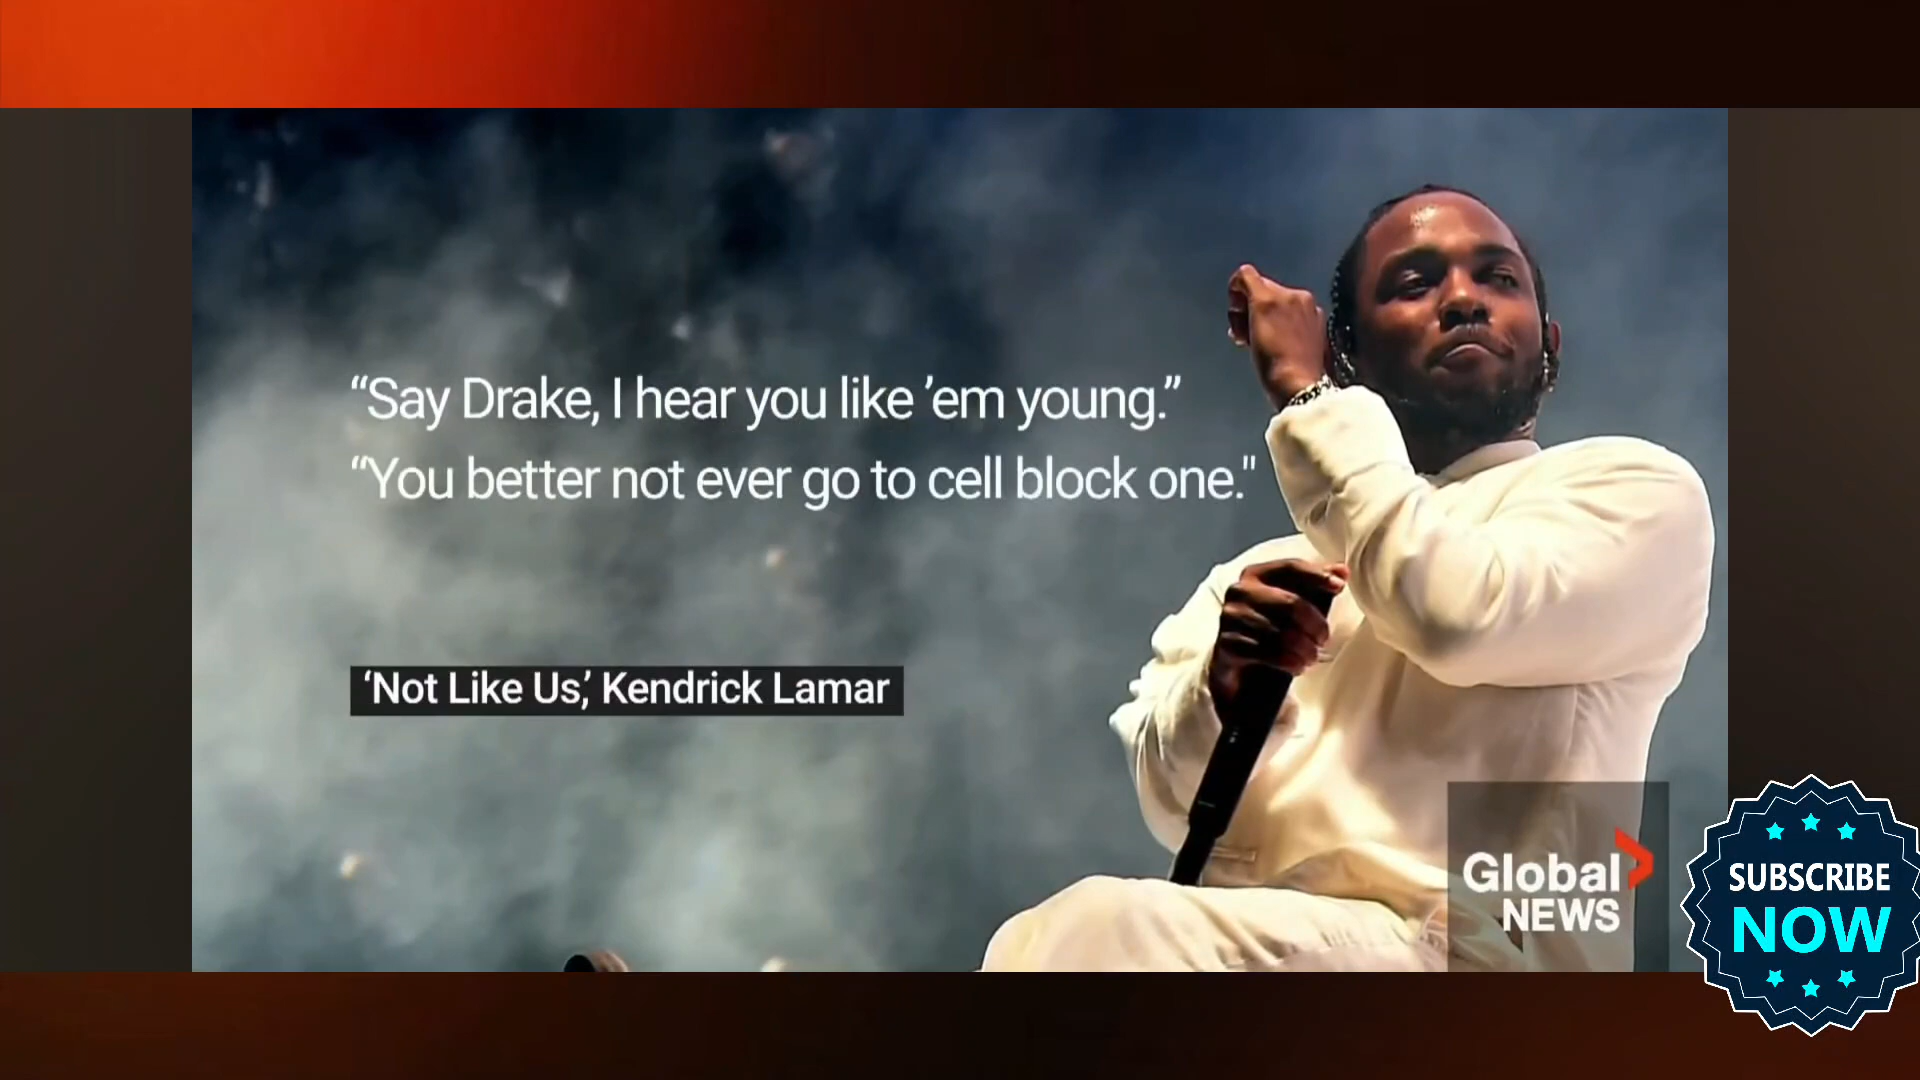 “Say Drake, I hear you like ’em young.”
“You better not ever go to cell block one."
‘Not Like Us,’ Kendrick Lamar
Global
NEWS
SUBSCRIBE
NOW